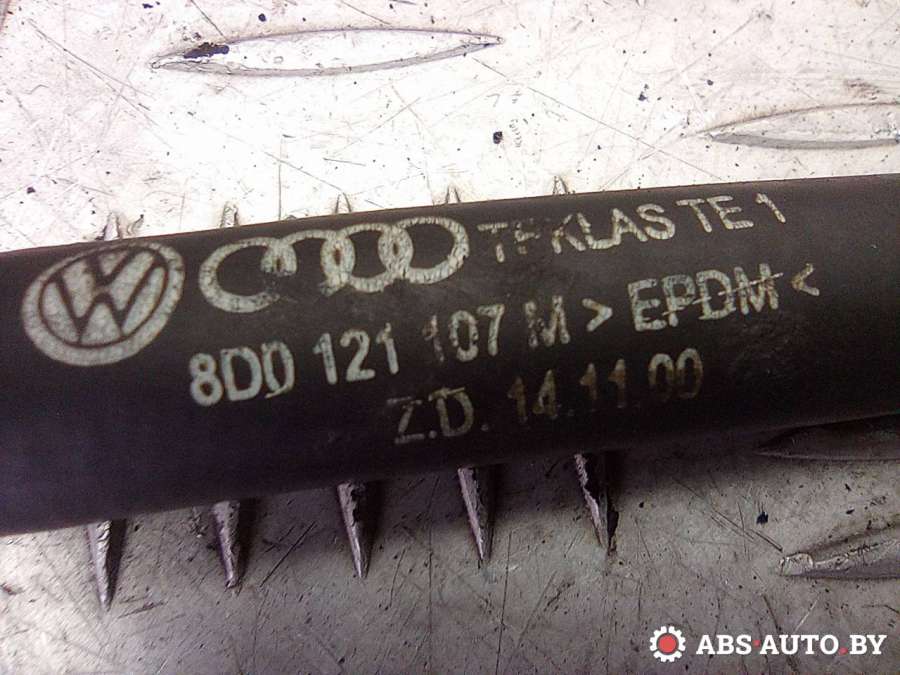 TPKLASTE 1
8D0 121 107 M >EPDM<
Z.D. 14.11.00
ABS-AUTO.BY